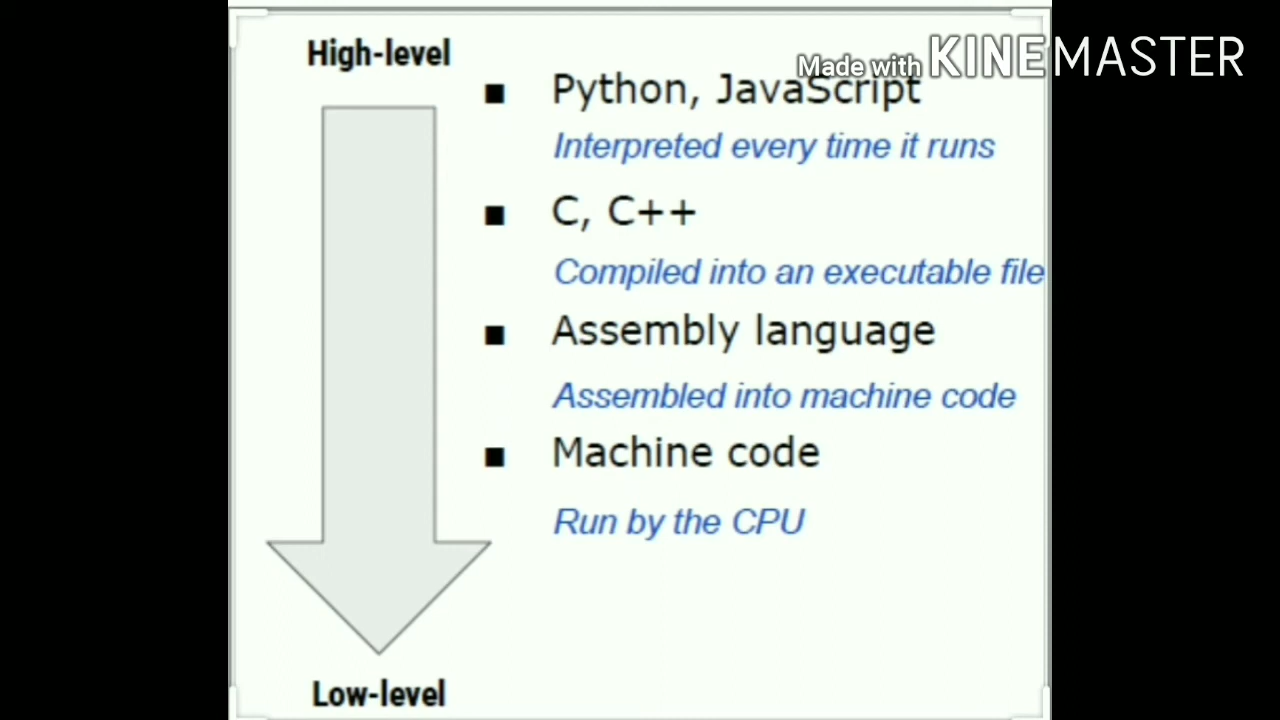 High-level
Made with KINEMASTER
■ Python, JavaScript
Interpreted every time it runs
■ C, C++
Compiled into an executable file
■ Assembly language
Assembled into machine code
■ Machine code
Run by the CPU
Low-level